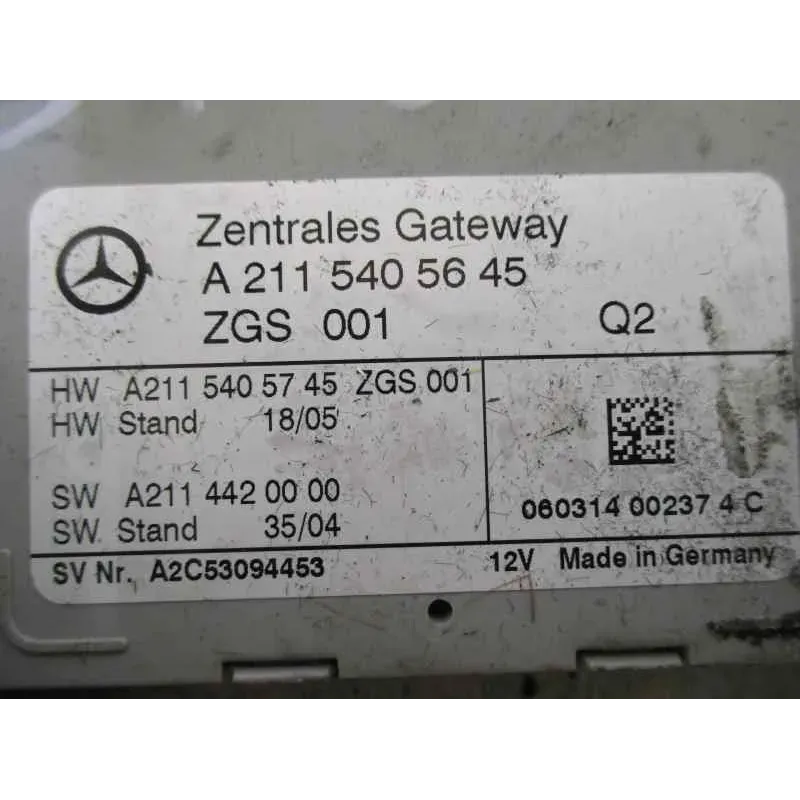 Zentrales Gateway
A 211 540 56 45
ZGS 001 Q2
HW A211 540 57 45 ZGS 001
HW Stand 18/05
SW A211 442 00 00
SW Stand 35/04
060314 00237 4 C
SV Nr. A2C53094453
12V Made in Germany